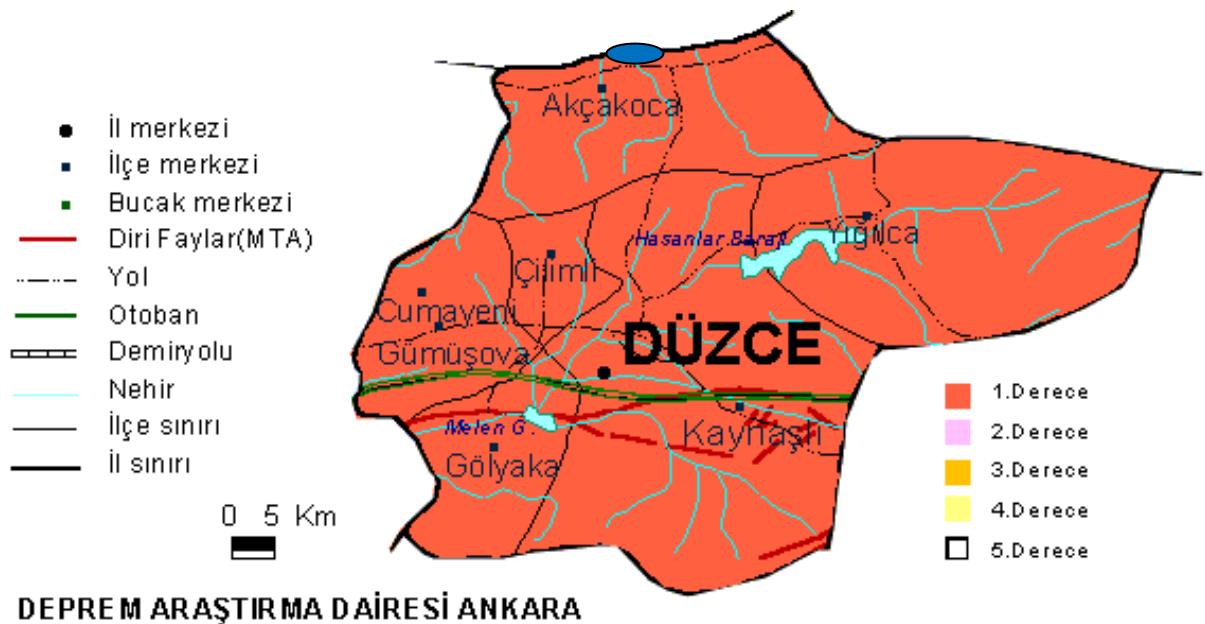 Akçakoca
İl merkezi
İlçe merkezi
Bucak merkezi
Diri Faylar(MTA)
Yol
Otoban
Demiryolu
Nehir
İlçe sınırı
İl sınırı
0 5 Km
Hasanlar Barajı
Yığılca
Çilimli
Cumayeni
DÜZCE
Gümüşova
Melen G.
Kaynaşlı
Gölyaka
1.Derece
2.Derece
3.Derece
4.Derece
5.Derece
DEPREM ARAŞTIRMA DAİRESİ ANKARA